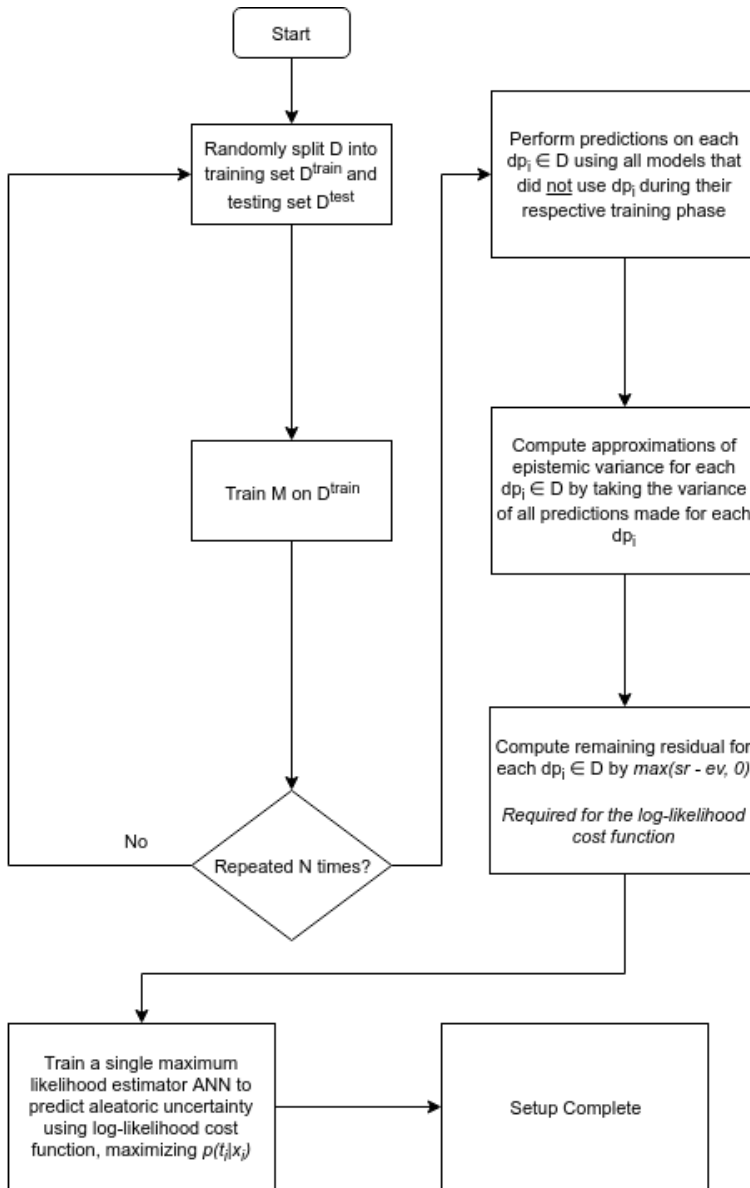 Start
Randomly split D into
training set D^train and
testing set D^test
Train M on D^train
Repeated N times?
No
Perform predictions on each
dp_i ∈ D using all models that
did not use dp_i during their
respective training phase
Compute approximations of
epistemic variance for each
dp_i ∈ D by taking the variance
of all predictions made for each
dp_i
Compute remaining residual for
each dp_i ∈ D by max(sr - ev, 0)
Required for the log-likelihood
cost function
Train a single maximum
likelihood estimator ANN to
predict aleatoric uncertainty
using log-likelihood cost
function, maximizing p(t_i|x_i)
Setup Complete